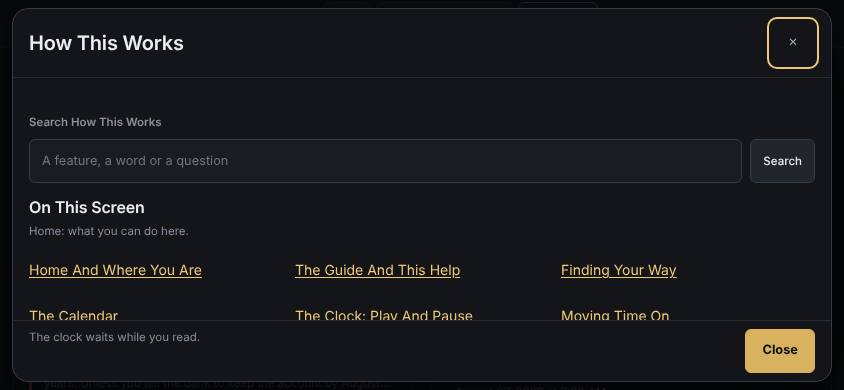 How This Works
×
Search How This Works
A feature, a word or a question
Search
On This Screen
Home: what you can do here.
Home And Where You Are
The Guide And This Help
Finding Your Way
The Calendar
The Clock: Play And Pause
Moving Time On
The clock waits while you read.
Close